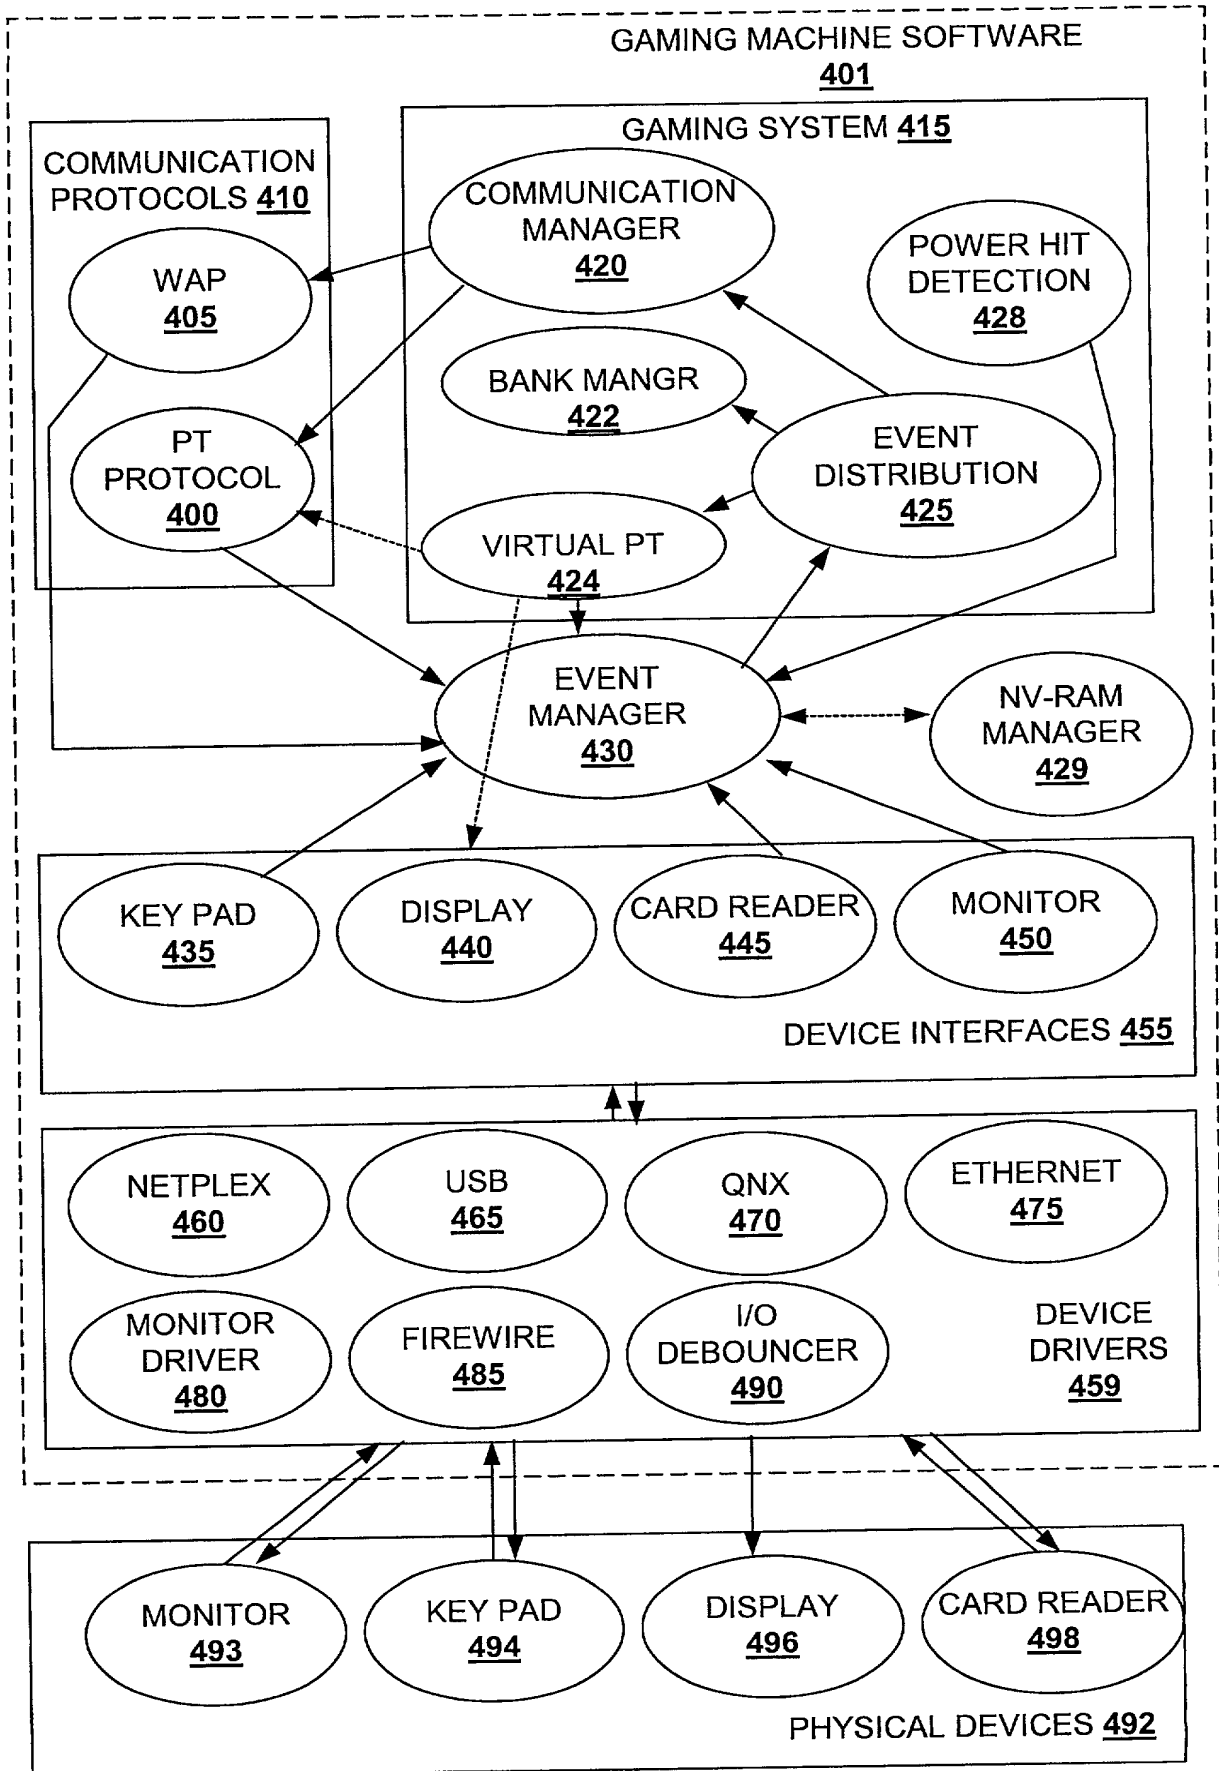 GAMING MACHINE SOFTWARE
401
GAMING SYSTEM 415
COMMUNICATION
PROTOCOLS 410
COMMUNICATION
MANAGER
420
POWER HIT
DETECTION
428
WAP
405
BANK MANGR
422
PT
PROTOCOL
400
EVENT
DISTRIBUTION
425
VIRTUAL PT
424
EVENT
MANAGER
430
NV-RAM
MANAGER
429
KEY PAD
435
DISPLAY
440
CARD READER
445
MONITOR
450
DEVICE INTERFACES 455
NETPLEX
460
USB
465
QNX
470
ETHERNET
475
MONITOR
DRIVER
480
FIREWIRE
485
I/O
DEBOUNCER
490
DEVICE
DRIVERS
459
MONITOR
493
KEY PAD
494
DISPLAY
496
CARD READER
498
PHYSICAL DEVICES 492